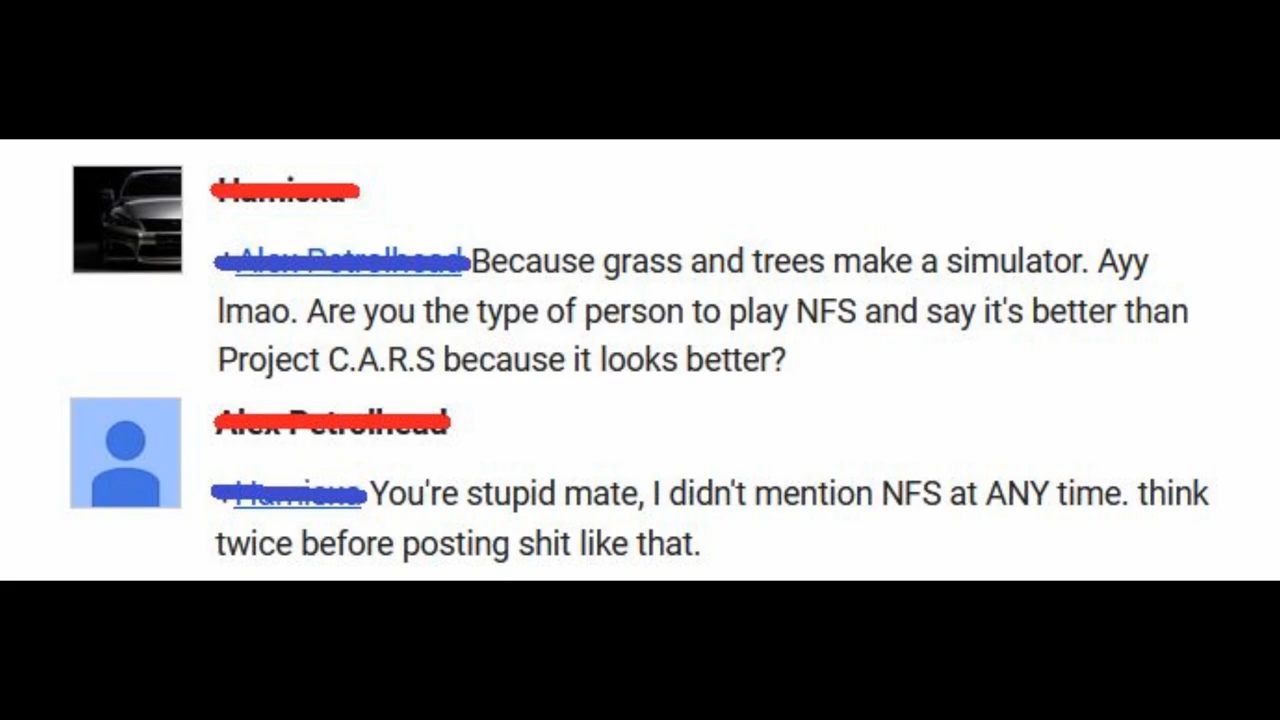 Because grass and trees make a simulator. Ayy
lmao. Are you the type of person to play NFS and say it's better than
Project C.A.R.S because it looks better?
You're stupid mate, I didn't mention NFS at ANY time. think
twice before posting shit like that.